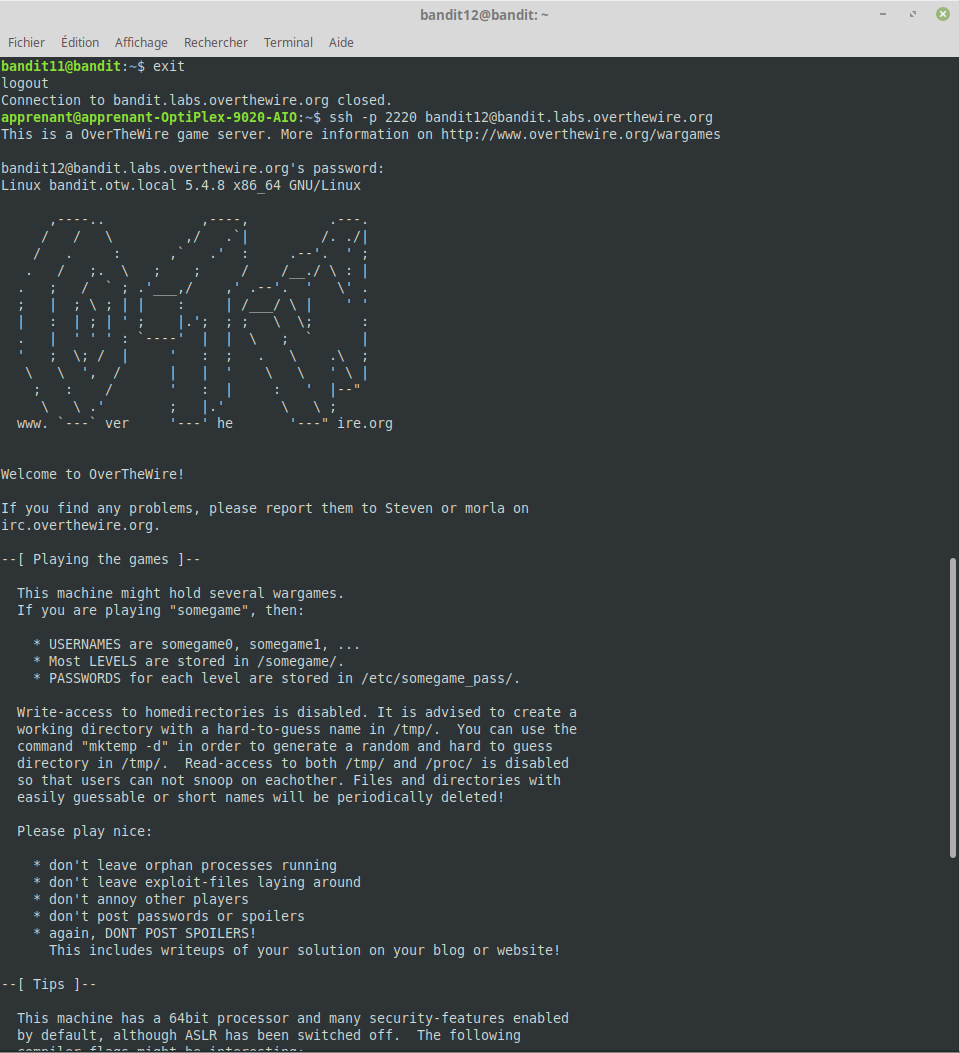 bandit12@bandit: ~
Fichier Édition Affichage Rechercher Terminal Aide
bandit11@bandit:~$ exit
logout
Connection to bandit.labs.overthewire.org closed.
apprenant@apprenant-OptiPlex-9020-AIO:~$ ssh -p 2220 bandit12@bandit.labs.overthewire.org
This is a OverTheWire game server. More information on http://www.overthewire.org/wargames
bandit12@bandit.labs.overthewire.org's password:
Linux bandit.otw.local 5.4.8 x86_64 GNU/Linux
      ,----..            ,----,          .---.
     /   /   \         ,/   .`|         /. ./|
    /   .     :      ,`   .'  :     .--'.  ' ;
   .   /   ;.  \   ;    ;     /    /__./ \ : |
  .   ;   /  ` ; .'___,/    ,' .--'.  '   \' .
  ;   |  ; \ ; | |    :     | /___/ \ |    ' '
  |   :  | ; | ' ;    |.';  ; ;   \  \;      :
  .   |  ' ' ' : `----'  |  |  \   ;  `      |
  '   ;  \; /  |     '   :  ;   .   \    .\  ;
   \   \  ',  /      |   |  '    \   \   ' \ |
    ;   :    /       '   :  |     :   '  |--"
     \   \ .'        ;   |.'       \   \ ;
  www. `---` ver     '---' he       '---" ire.org
Welcome to OverTheWire!
If you find any problems, please report them to Steven or morla on
irc.overthewire.org.
--[ Playing the games ]--
This machine might hold several wargames.
If you are playing "somegame", then:
* USERNAMES are somegame0, somegame1, ...
* Most LEVELS are stored in /somegame/.
* PASSWORDS for each level are stored in /etc/somegame_pass/.
Write-access to homedirectories is disabled. It is advised to create a
working directory with a hard-to-guess name in /tmp/.  You can use the
command "mktemp -d" in order to generate a random and hard to guess
directory in /tmp/.  Read-access to both /tmp/ and /proc/ is disabled
so that users can not snoop on eachother. Files and directories with
easily guessable or short names will be periodically deleted!
Please play nice:
* don't leave orphan processes running
* don't leave exploit-files laying around
* don't annoy other players
* don't post passwords or spoilers
* again, DONT POST SPOILERS!
This includes writeups of your solution on your blog or website!
--[ Tips ]--
This machine has a 64bit processor and many security-features enabled
by default, although ASLR has been switched off.  The following
compiler flags might be interesting: